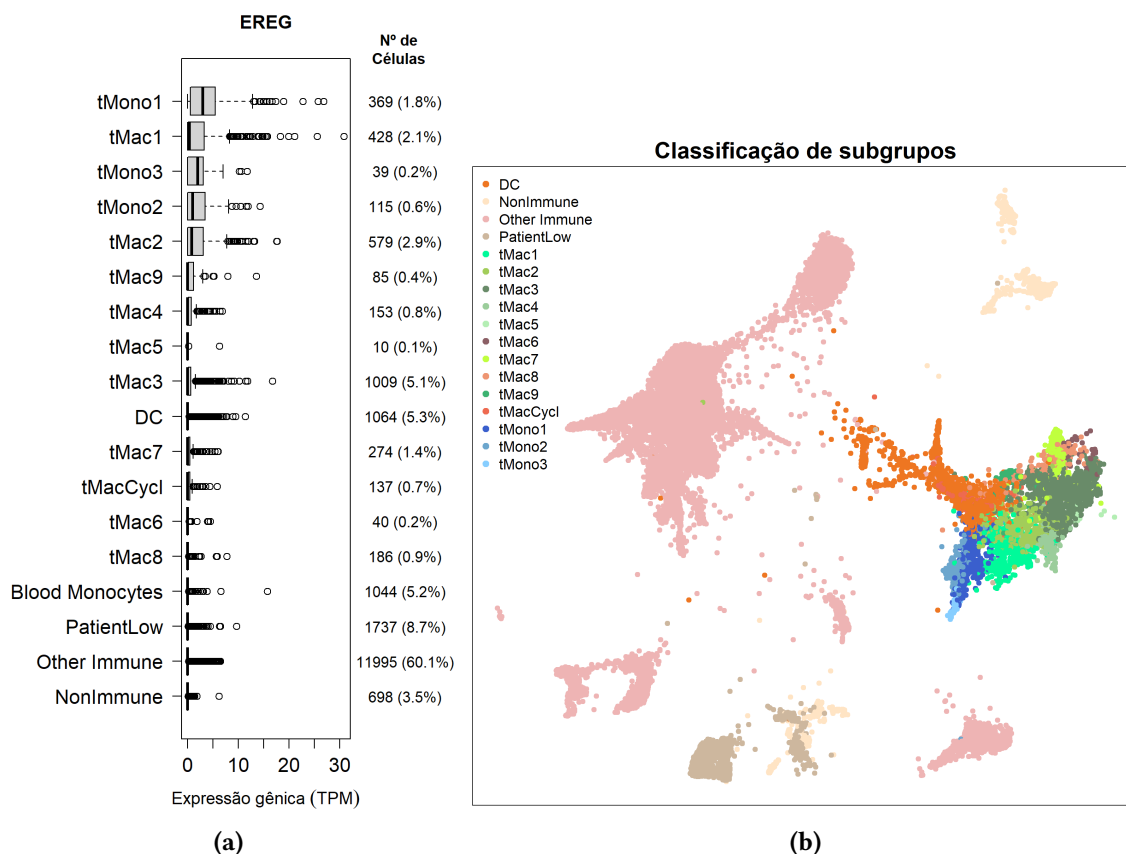 EREG
Nº de
Células
tMono1 369 (1.8%)
tMac1 428 (2.1%)
tMono3 39 (0.2%)
tMono2 115 (0.6%)
tMac2 579 (2.9%)
tMac9 85 (0.4%)
tMac4 153 (0.8%)
tMac5 10 (0.1%)
tMac3 1009 (5.1%)
DC 1064 (5.3%)
tMac7 274 (1.4%)
tMacCycl 137 (0.7%)
tMac6 40 (0.2%)
tMac8 186 (0.9%)
Blood Monocytes 1044 (5.2%)
PatientLow 1737 (8.7%)
Other Immune 11995 (60.1%)
NonImmune 698 (3.5%)
0 10 20 30
Expressão gênica (TPM)
(a)
Classificação de subgrupos
DC
NonImmune
Other Immune
PatientLow
tMac1
tMac2
tMac3
tMac4
tMac5
tMac6
tMac7
tMac8
tMac9
tMacCycl
tMono1
tMono2
tMono3
(b)